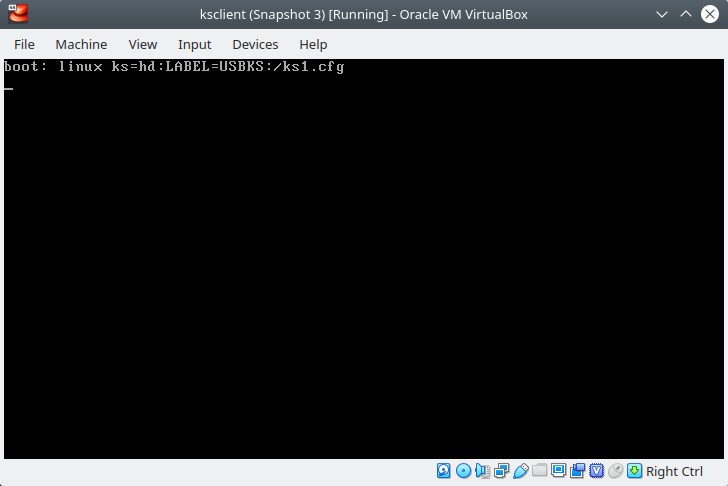 ksclient (Snapshot 3) [Running] - Oracle VM VirtualBox
File Machine View Input Devices Help
boot: linux ks=hd:LABEL=USBKS:/ks1.cfg
_
Right Ctrl